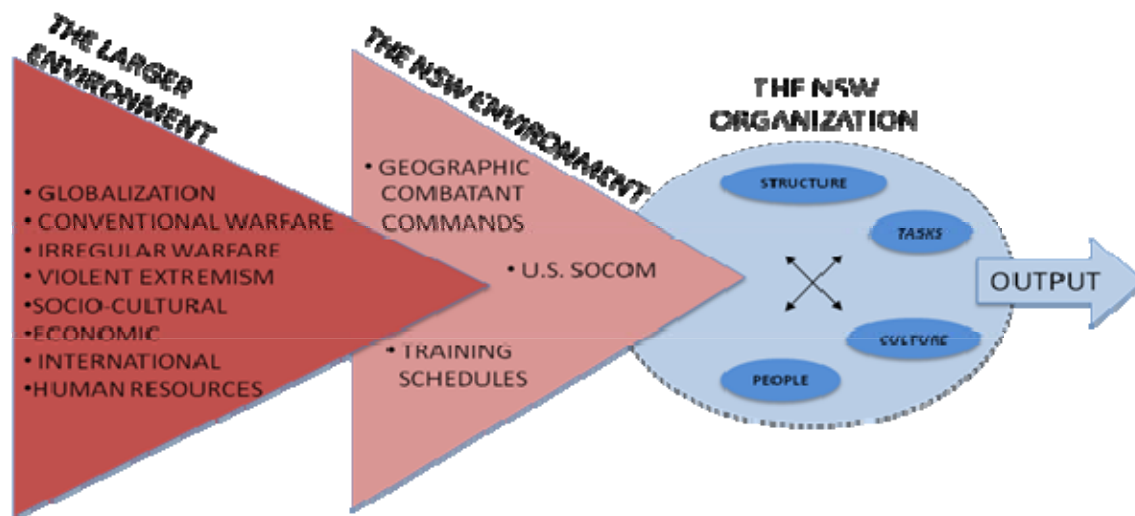 THE LARGER
ENVIRONMENT
• GLOBALIZATION
• CONVENTIONAL WARFARE
• IRREGULAR WARFARE
• VIOLENT EXTREMISM
•SOCIO-CULTURAL
•ECONOMIC
• INTERNATIONAL
•HUMAN RESOURCES
THE NSW ENVIRONMENT
• GEOGRAPHIC
COMBATANT
COMMANDS
• U.S. SOCOM
• TRAINING
SCHEDULES
THE NSW
ORGANIZATION
STRUCTURE
TASKS
CULTURE
PEOPLE
OUTPUT